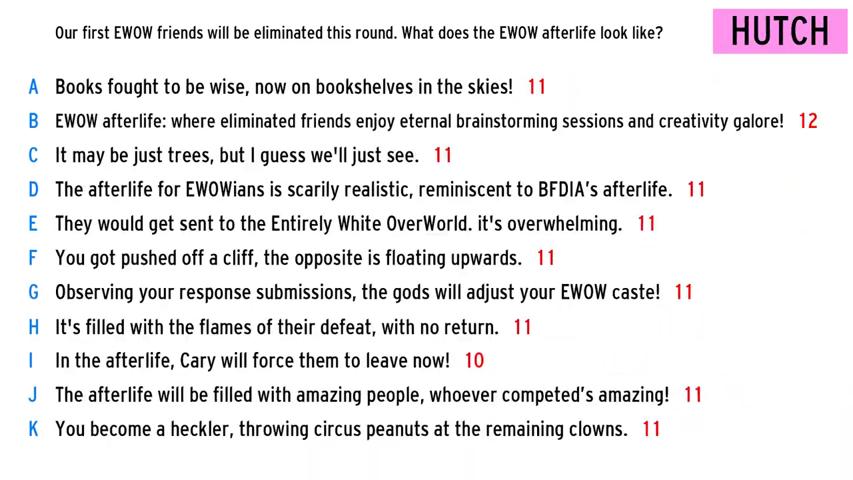 Our first EWOW friends will be eliminated this round. What does the EWOW afterlife look like?
HUTCH
A Books fought to be wise, now on bookshelves in the skies! 11
B EWOW afterlife: where eliminated friends enjoy eternal brainstorming sessions and creativity galore! 12
C It may be just trees, but I guess we'll just see. 11
D The afterlife for EWOWians is scarily realistic, reminiscent to BFDIA's afterlife. 11
E They would get sent to the Entirely White OverWorld. it's overwhelming. 11
F You got pushed off a cliff, the opposite is floating upwards. 11
G Observing your response submissions, the gods will adjust your EWOW caste! 11
H It's filled with the flames of their defeat, with no return. 11
I In the afterlife, Cary will force them to leave now! 10
J The afterlife will be filled with amazing people, whoever competed's amazing! 11
K You become a heckler, throwing circus peanuts at the remaining clowns. 11